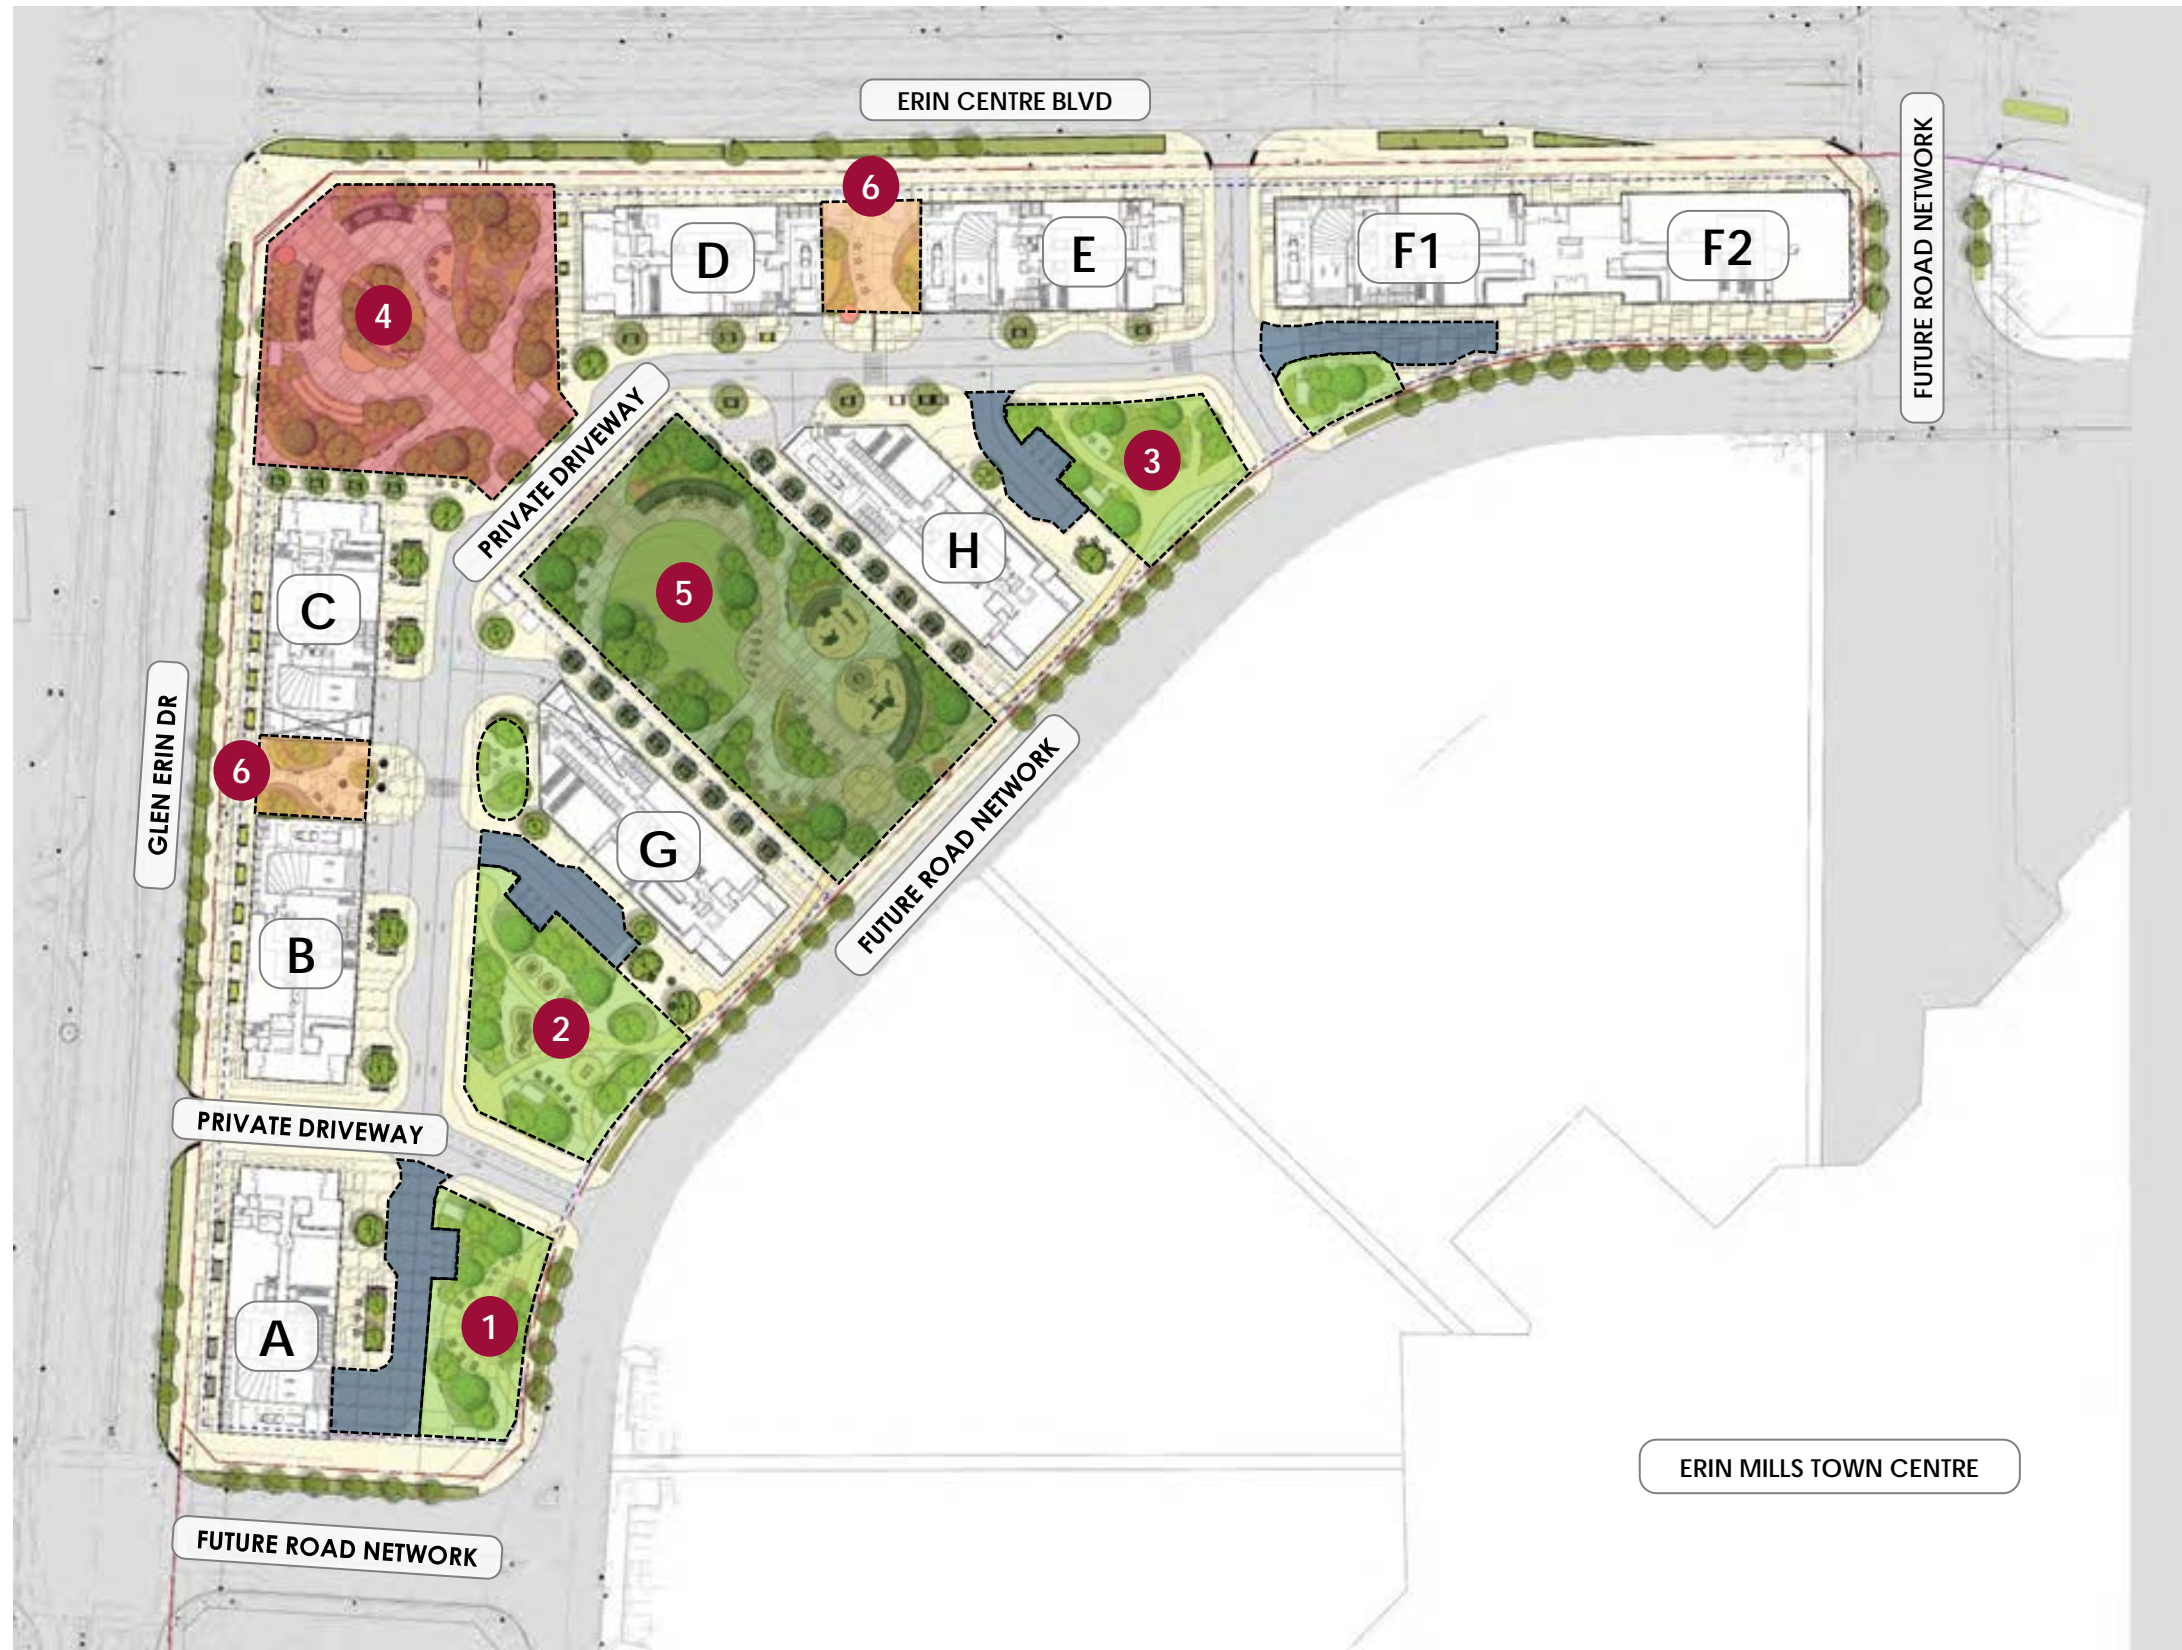 ERIN CENTRE BLVD
FUTURE ROAD NETWORK
6
D
E
F1
F2
4
PRIVATE DRIVEWAY
3
H
5
C
GLEN ERIN DR
6
G
FUTURE ROAD NETWORK
B
2
PRIVATE DRIVEWAY
A
1
ERIN MILLS TOWN CENTRE
FUTURE ROAD NETWORK